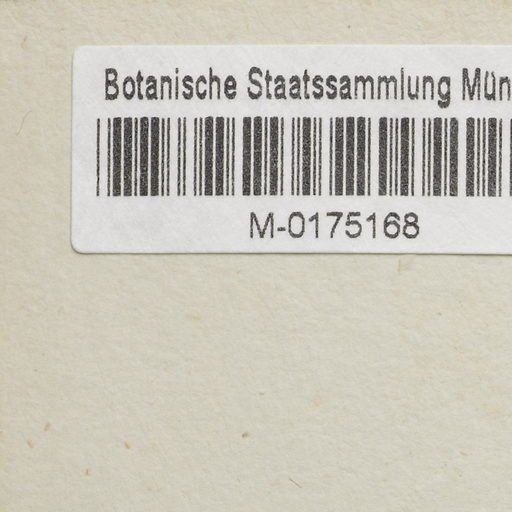 Botanische Staatssammlung Mün
M-0175168